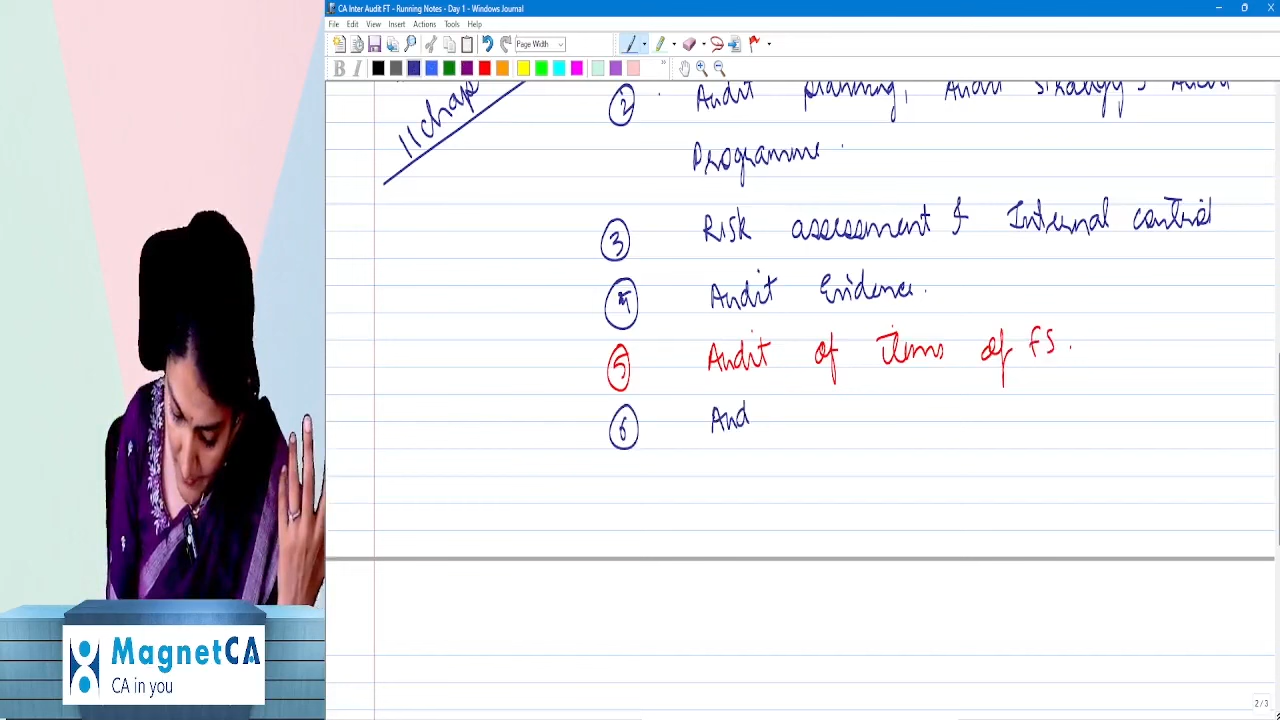 CA Inter Audit FT - Running Notes - Day 1 - Windows Journal
File Edit View Insert Actions Tools Help
Page Width
B I
11 chap
2 Audit planning, Audit strategy & Audit
Programme.
3 Risk assessment & Internal control
4 Audit Evidence.
5 Audit of items of FS.
6 Aud
MagnetCA
CA in you
2/3